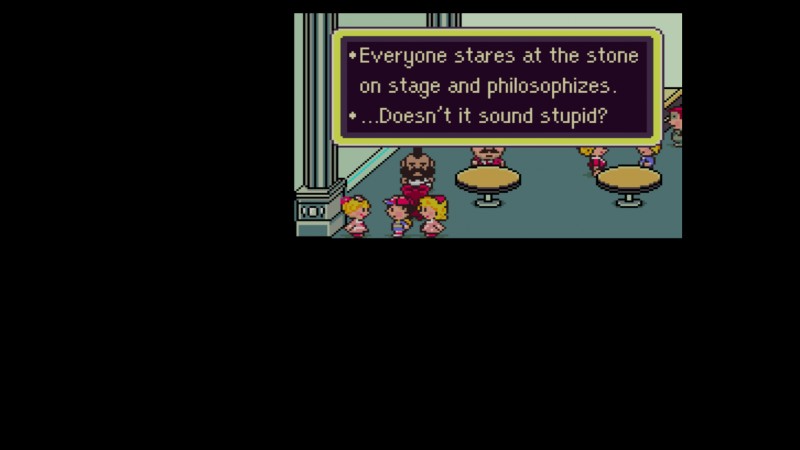 •Everyone stares at the stone
on stage and philosophizes.
•...Doesn't it sound stupid?